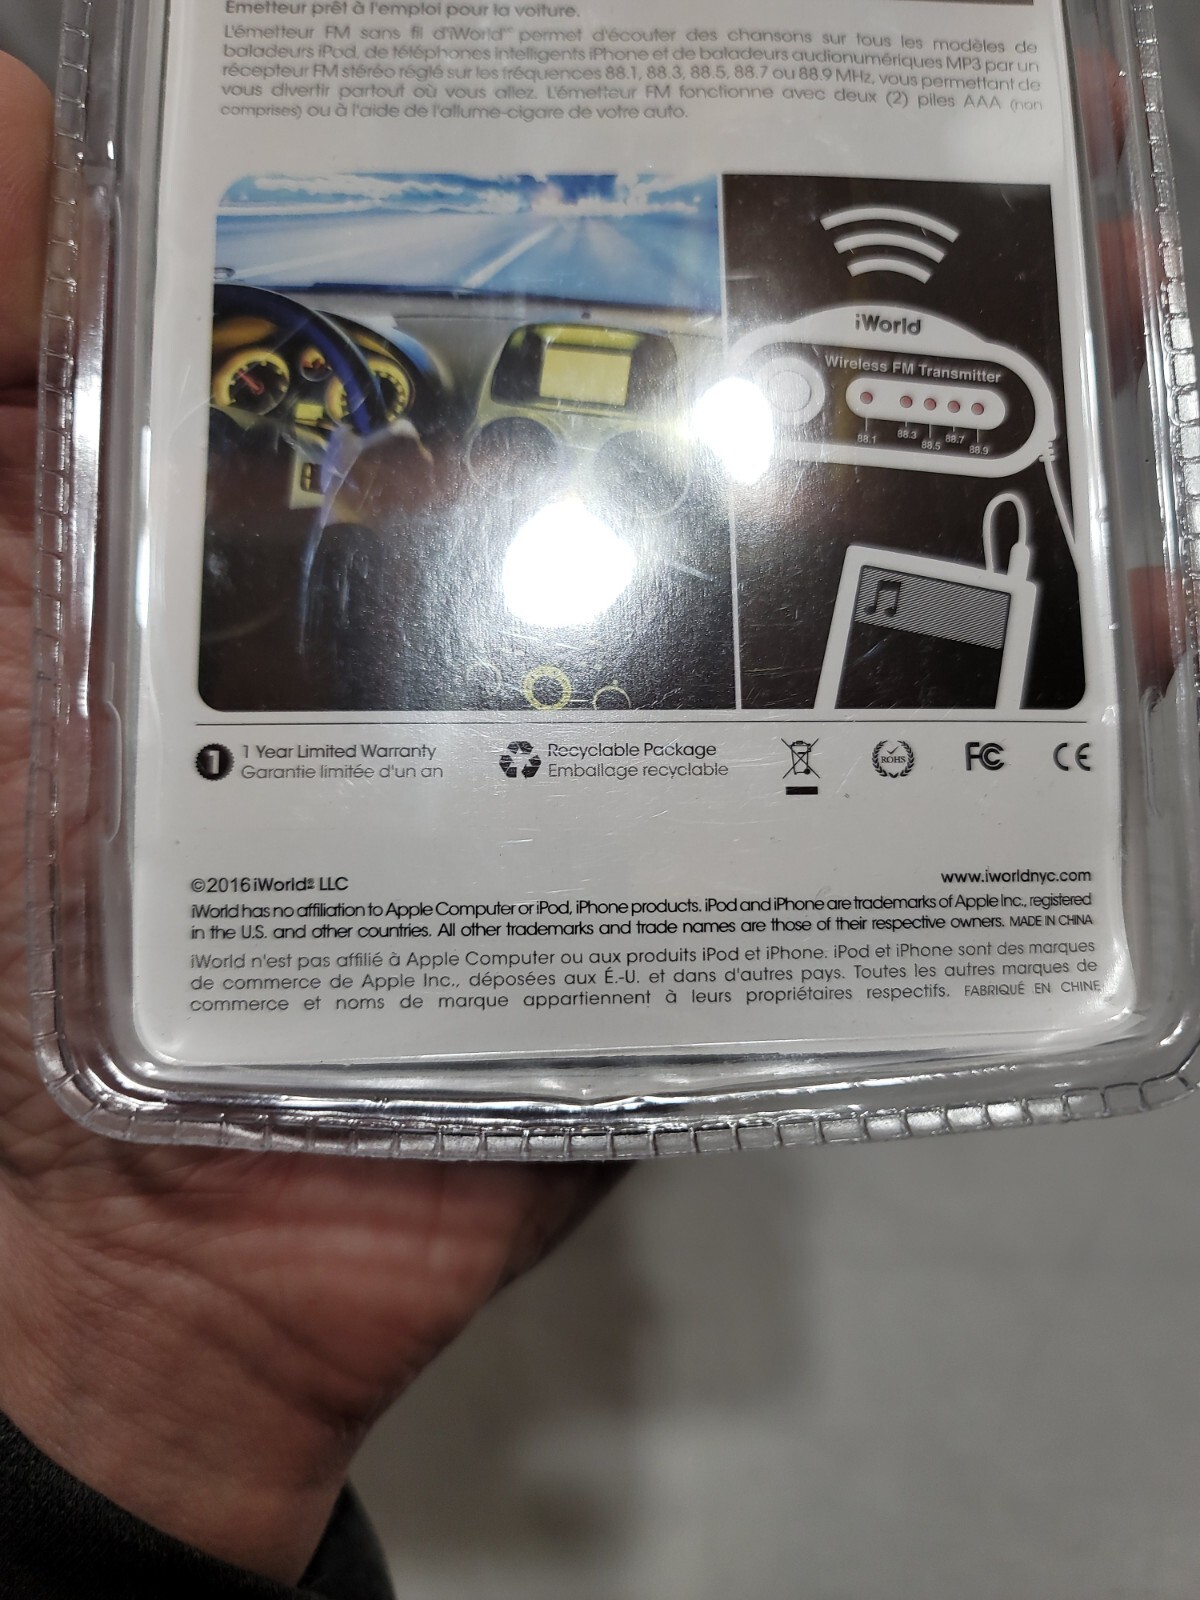 Emetteur prêt à l'emploi pour la voiture.
L'émetteur FM sans fil d'iWorld™ permet d'écouter des chansons sur tous les modèles de
baladeurs iPod, de téléphones intelligents iPhone et de baladeurs audionumériques MP3 par un
récepteur FM stéréo réglé sur les fréquences 88.1, 88.3, 88.5, 88.7 ou 88.9 MHz, vous permettant de
vous divertir partout où vous allez. L'émetteur FM fonctionne avec deux (2) piles AAA (non
comprises) ou à l'aide de l'allume-cigare de votre auto.
iWorld
Wireless FM Transmitter
88.1 88.3 88.5 88.7 88.9
1 1 Year Limited Warranty
Garantie limitée d'un an
Recyclable Package
Emballage recyclable
ROHS
FC
CE
©2016 iWorld® LLC
www.iworldnyc.com
iWorld has no affiliation to Apple Computer or iPod, iPhone products. iPod and iPhone are trademarks of Apple Inc., registered
in the U.S. and other countries. All other trademarks and trade names are those of their respective owners. MADE IN CHINA
iWorld n'est pas affilié à Apple Computer ou aux produits iPod et iPhone. iPod et iPhone sont des marques
de commerce de Apple Inc., déposées aux É.-U. et dans d'autres pays. Toutes les autres marques de
commerce et noms de marque appartiennent à leurs propriétaires respectifs. FABRIQUÉ EN CHINE